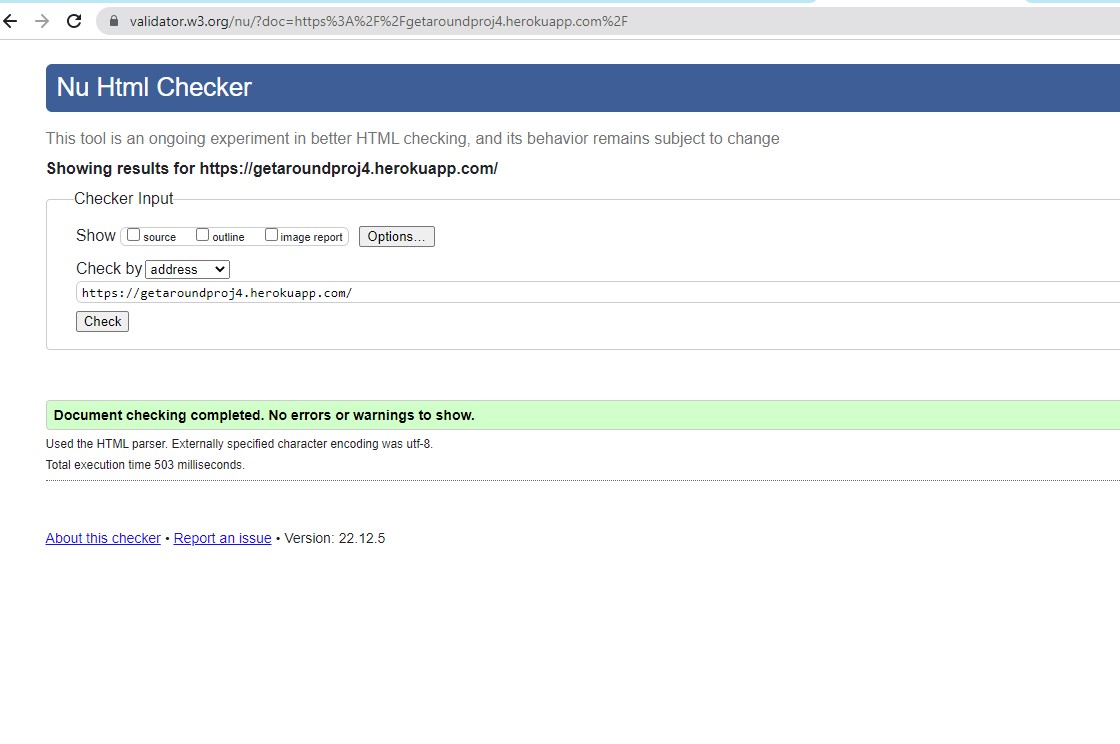 validator.w3.org/nu/?doc=https%3A%2F%2Fgetaroundproj4.herokuapp.com%2F
Nu Html Checker
This tool is an ongoing experiment in better HTML checking, and its behavior remains subject to change
Showing results for https://getaroundproj4.herokuapp.com/
Checker Input
Show source outline image report Options...
Check by address
https://getaroundproj4.herokuapp.com/
Check
Document checking completed. No errors or warnings to show.
Used the HTML parser. Externally specified character encoding was utf-8.
Total execution time 503 milliseconds.
About this checker • Report an issue • Version: 22.12.5